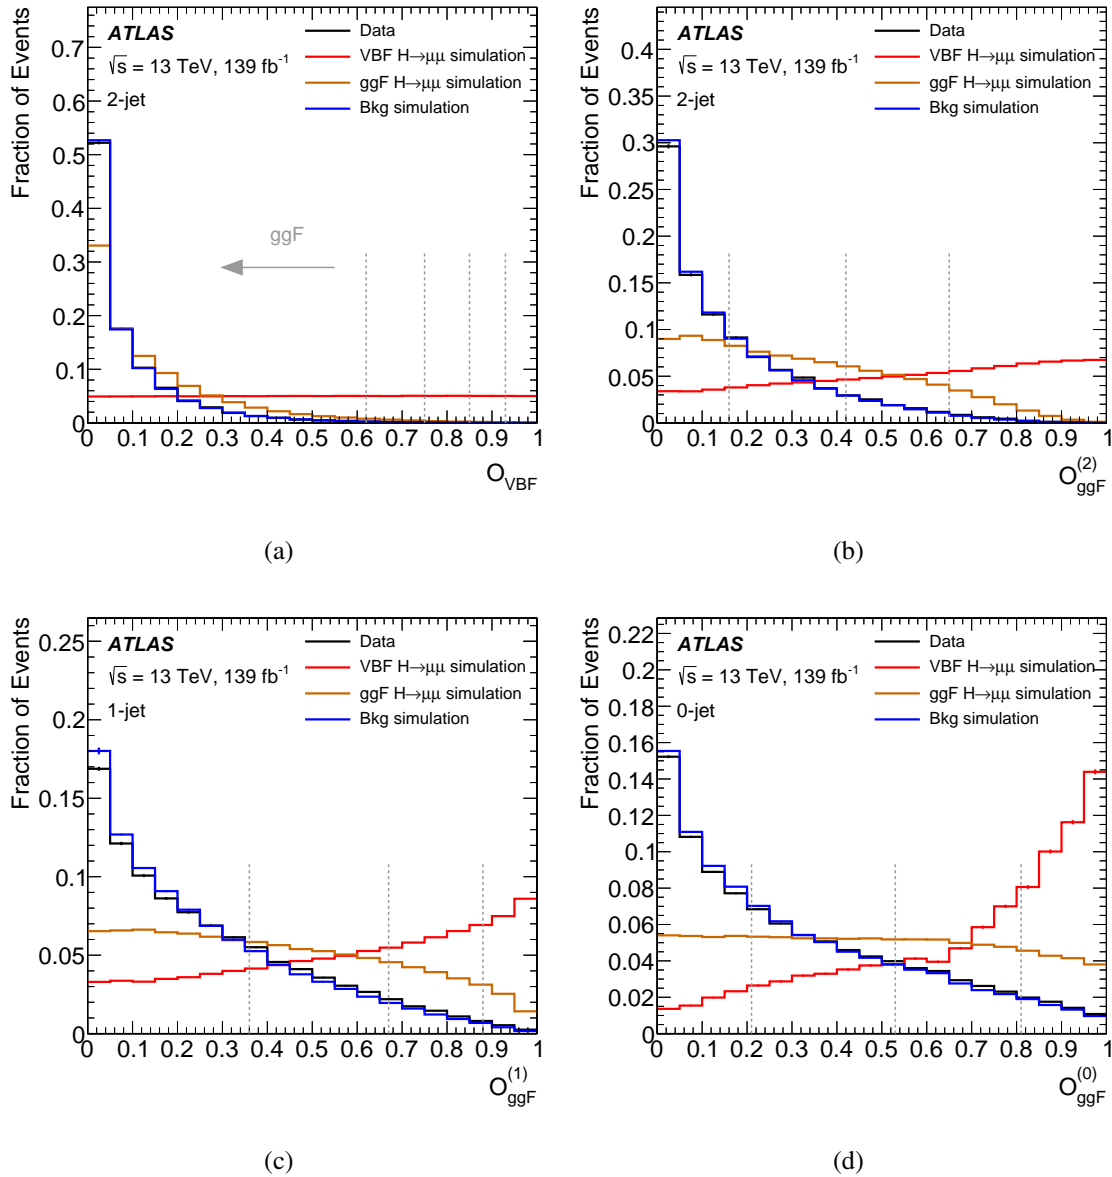 Fraction of Events
0.7
0.6
0.5
0.4
0.3
0.2
0.1
0
ATLAS
√s = 13 TeV, 139 fb⁻¹
2-jet
Data
VBF H→μμ simulation
ggF H→μμ simulation
Bkg simulation
ggF
0 0.1 0.2 0.3 0.4 0.5 0.6 0.7 0.8 0.9 1
O_VBF
(a)
Fraction of Events
0.4
0.35
0.3
0.25
0.2
0.15
0.1
0.05
0
ATLAS
√s = 13 TeV, 139 fb⁻¹
2-jet
Data
VBF H→μμ simulation
ggF H→μμ simulation
Bkg simulation
0 0.1 0.2 0.3 0.4 0.5 0.6 0.7 0.8 0.9 1
O_ggF^(2)
(b)
Fraction of Events
0.25
0.2
0.15
0.1
0.05
0
ATLAS
√s = 13 TeV, 139 fb⁻¹
1-jet
Data
VBF H→μμ simulation
ggF H→μμ simulation
Bkg simulation
0 0.1 0.2 0.3 0.4 0.5 0.6 0.7 0.8 0.9 1
O_ggF^(1)
(c)
Fraction of Events
0.22
0.2
0.18
0.16
0.14
0.12
0.1
0.08
0.06
0.04
0.02
0
ATLAS
√s = 13 TeV, 139 fb⁻¹
0-jet
Data
VBF H→μμ simulation
ggF H→μμ simulation
Bkg simulation
0 0.1 0.2 0.3 0.4 0.5 0.6 0.7 0.8 0.9 1
O_ggF^(0)
(d)